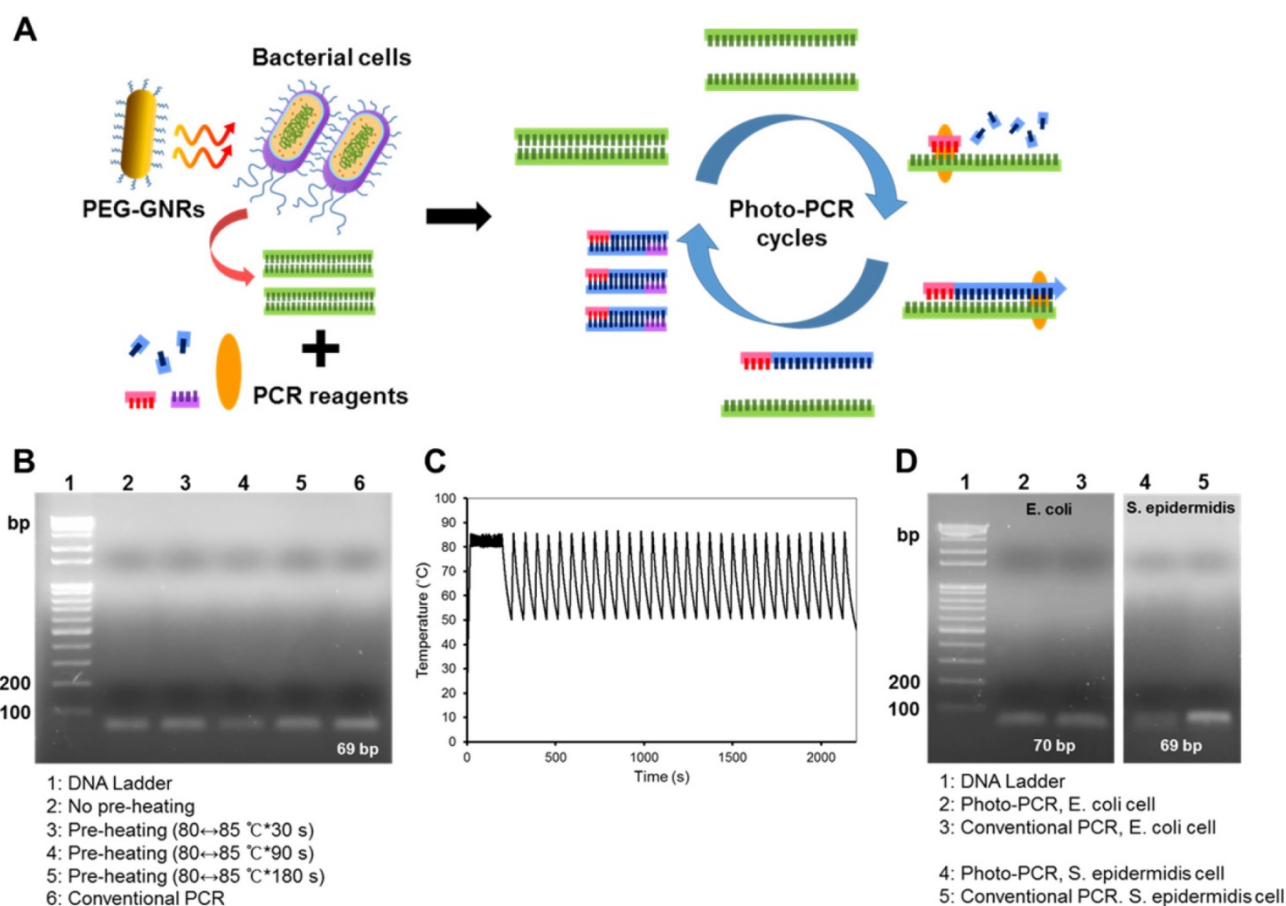 A
Bacterial cells
PEG-GNRs
PCR reagents
Photo-PCR
cycles
B
1 2 3 4 5 6
bp
200
100
69 bp
1: DNA Ladder
2: No pre-heating
3: Pre-heating (80↔85 ℃*30 s)
4: Pre-heating (80↔85 ℃*90 s)
5: Pre-heating (80↔85 ℃*180 s)
6: Conventional PCR
C
Temperature (°C)
100
90
80
70
60
50
40
30
20
10
0
0 500 1000 1500 2000
Time (s)
D
1 2 3 4 5
E. coli S. epidermidis
bp
200
100
70 bp 69 bp
1: DNA Ladder
2: Photo-PCR, E. coli cell
3: Conventional PCR, E. coli cell
4: Photo-PCR, S. epidermidis cell
5: Conventional PCR. S. epidermidis cell